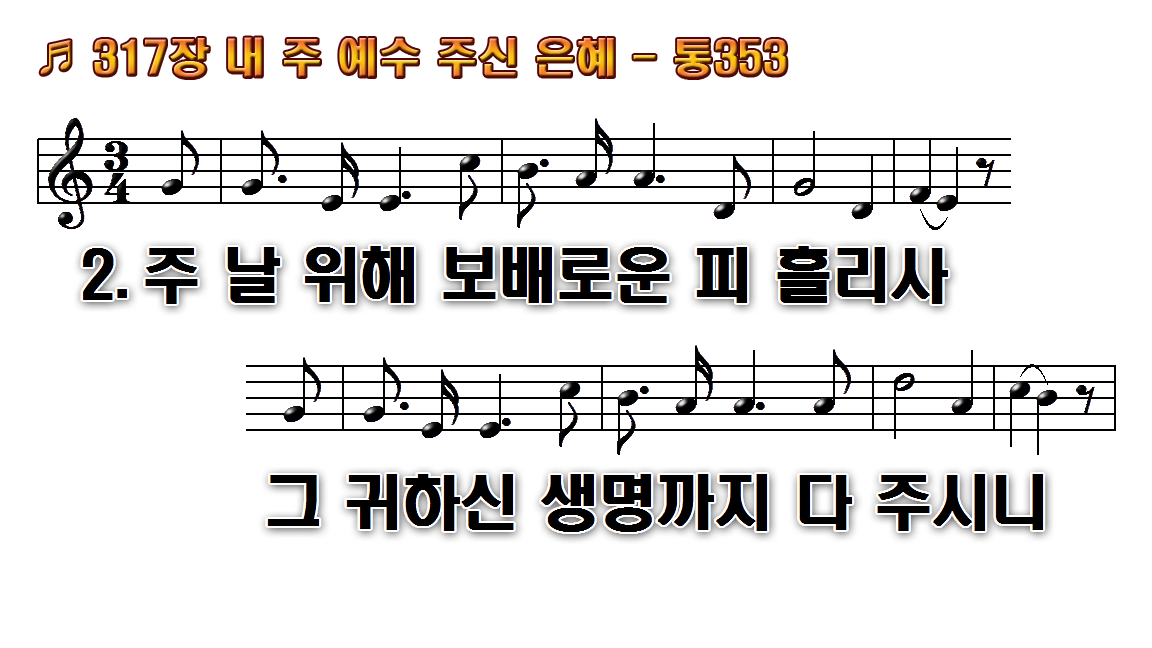 ♬ 317장 내 주 예수 주신 은혜 - 통353
2. 주 날 위해 보배로운 피 흘리사
그 귀하신 생명까지 다 주시니